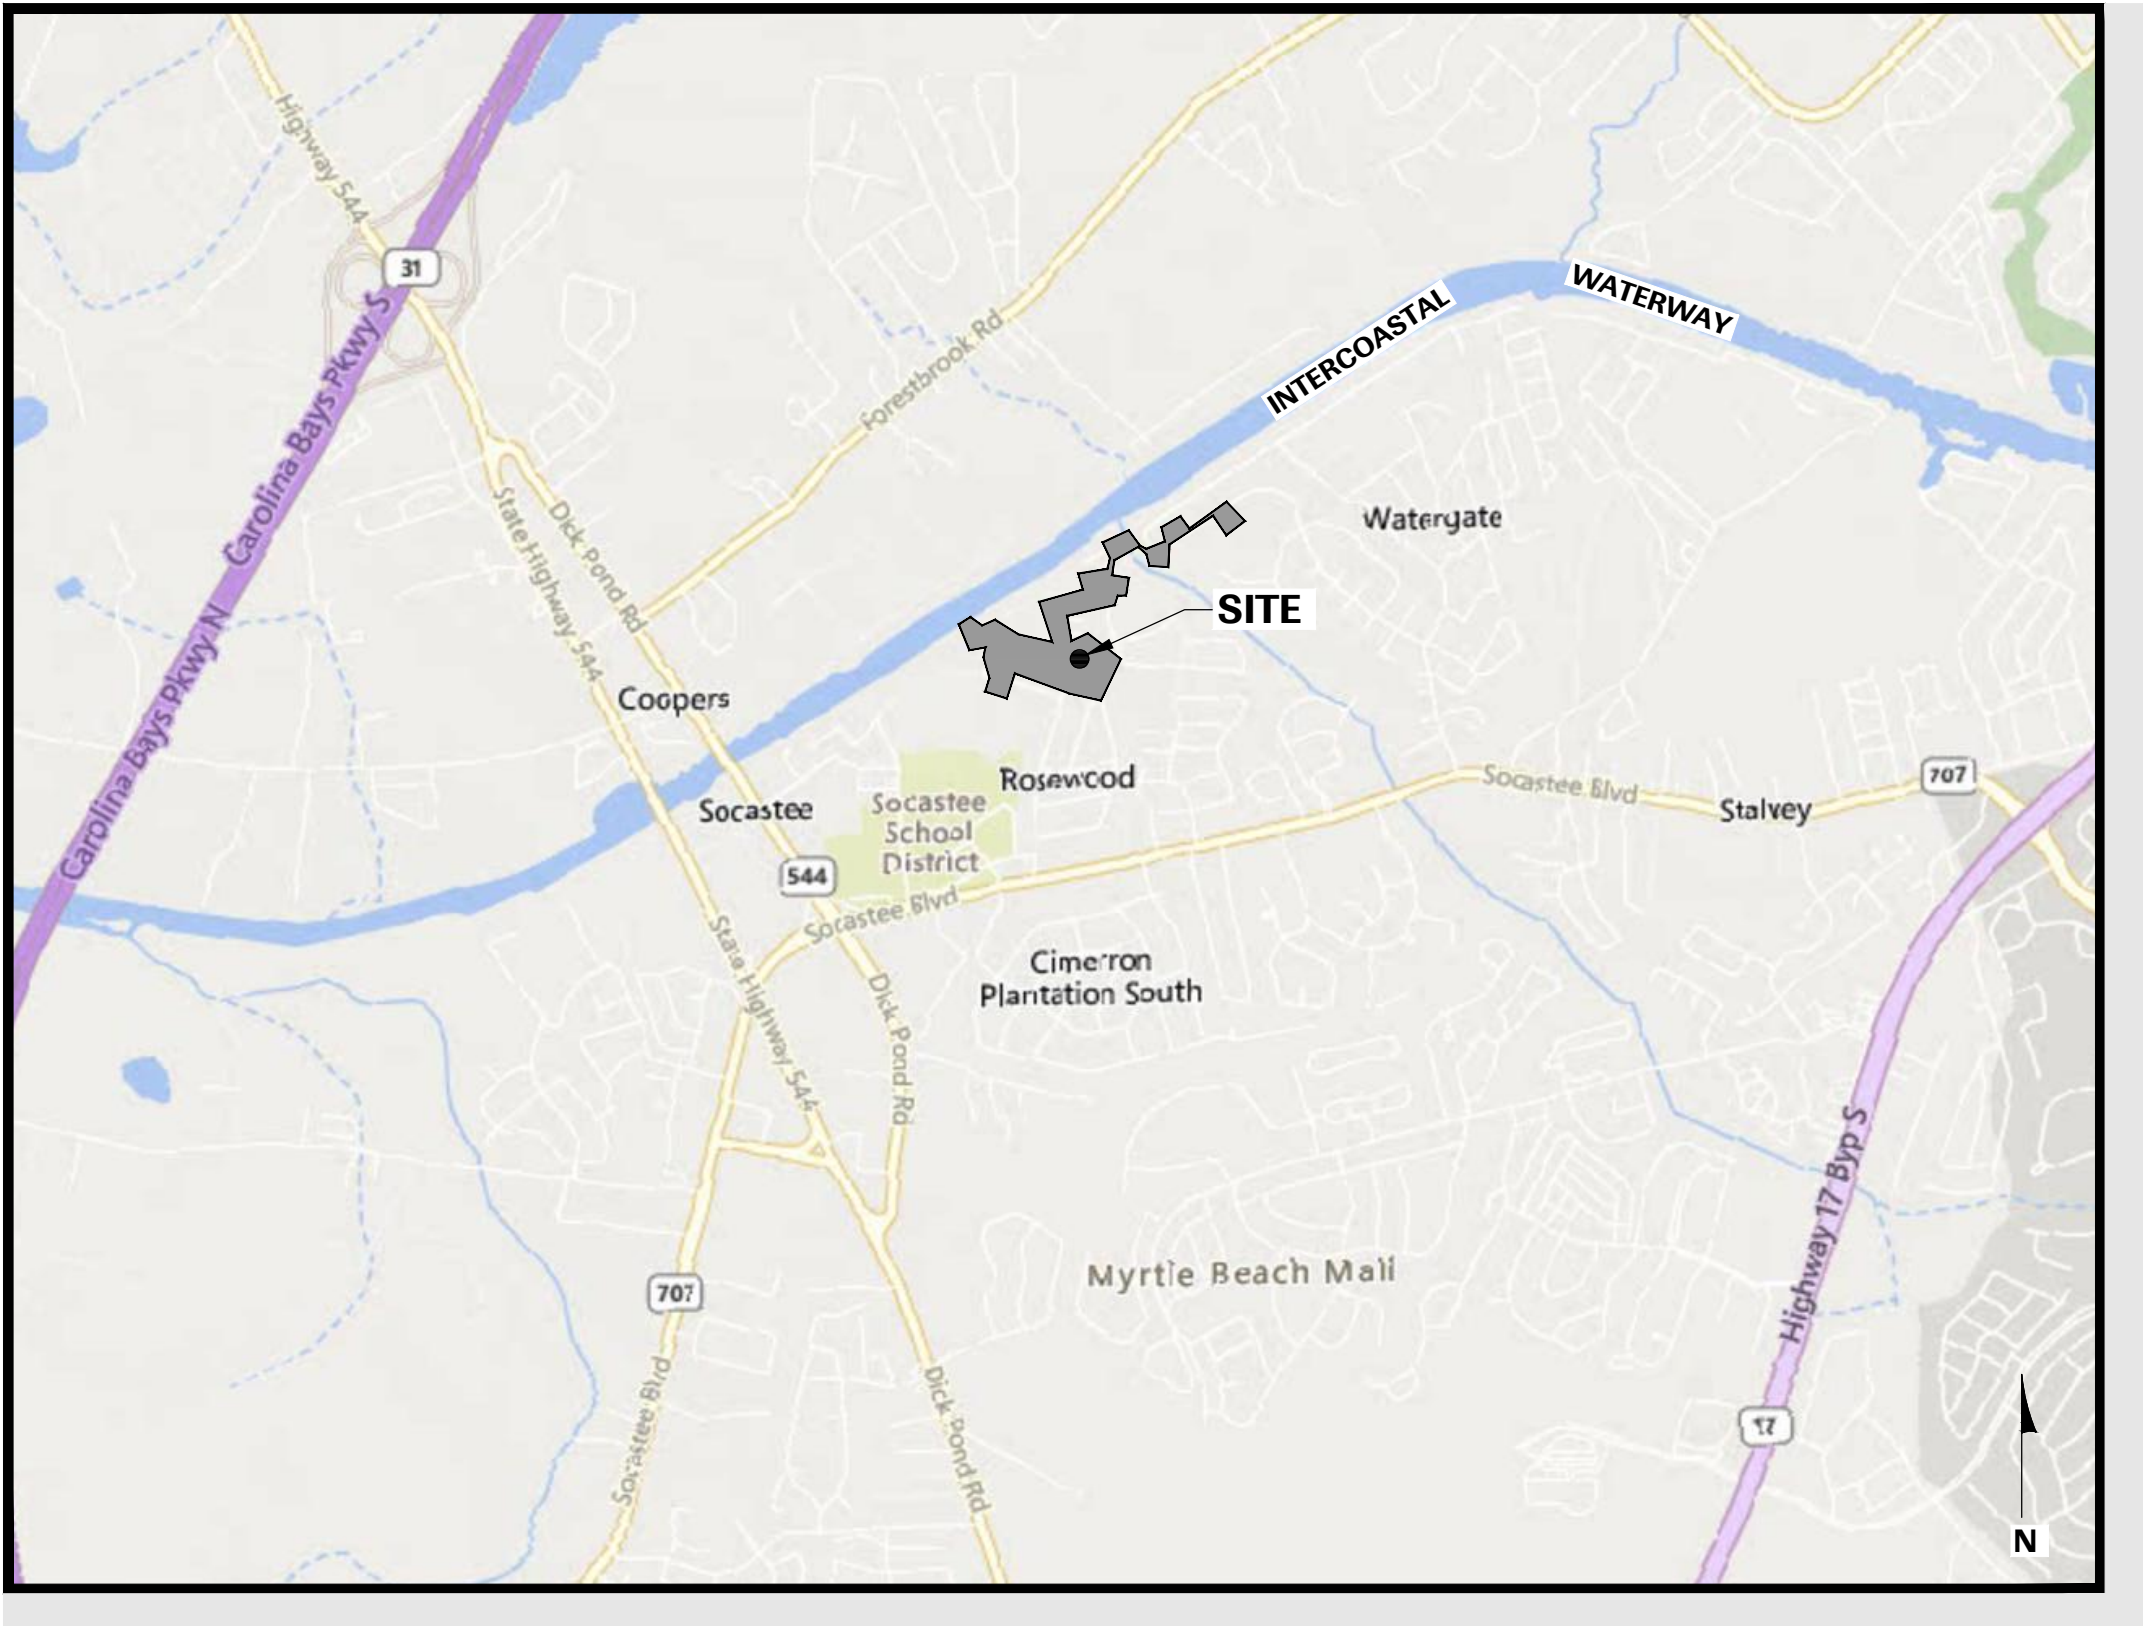 Highway 544
31
Carolina Bays Pkwy S
Carolina Bays Pkwy N
Forestbrook Rd
INTERCOASTAL
WATERWAY
State Highway 544
Dick Pond Rd
Watergate
SITE
Coopers
Socastee
Rosewood
Socastee
School
District
544
Socastee Blvd
Socastee Blvd
Stalvey
707
State Highway 544
Dick Pond Rd
Cimerron
Plantation South
Highway 17 Byp S
Myrtle Beach Mall
707
Socastee Blvd
Dick Pond Rd
17
N